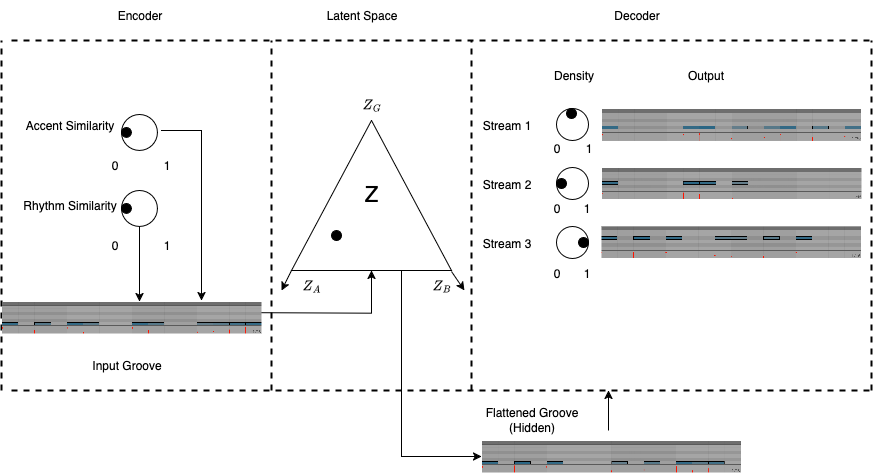 Encoder
Latent Space
Decoder
Accent Similarity
0 1
Rhythm Similarity
0 1
Input Groove
Z_G
Z
Z_A
Z_B
Density
Output
Stream 1
0 1
Stream 2
0 1
Stream 3
0 1
Flattened Groove
(Hidden)